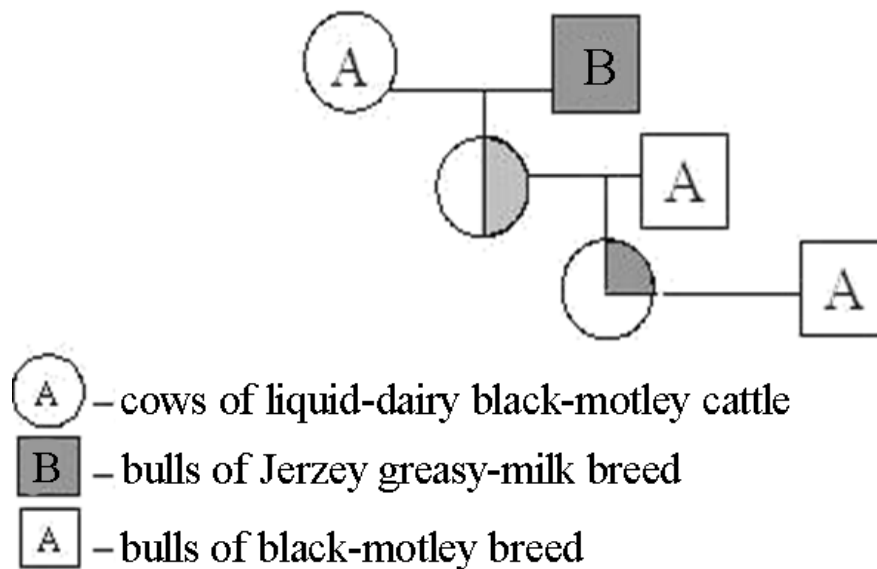 A B
A
A
A – cows of liquid-dairy black-motley cattle
B – bulls of Jerzey greasy-milk breed
A – bulls of black-motley breed